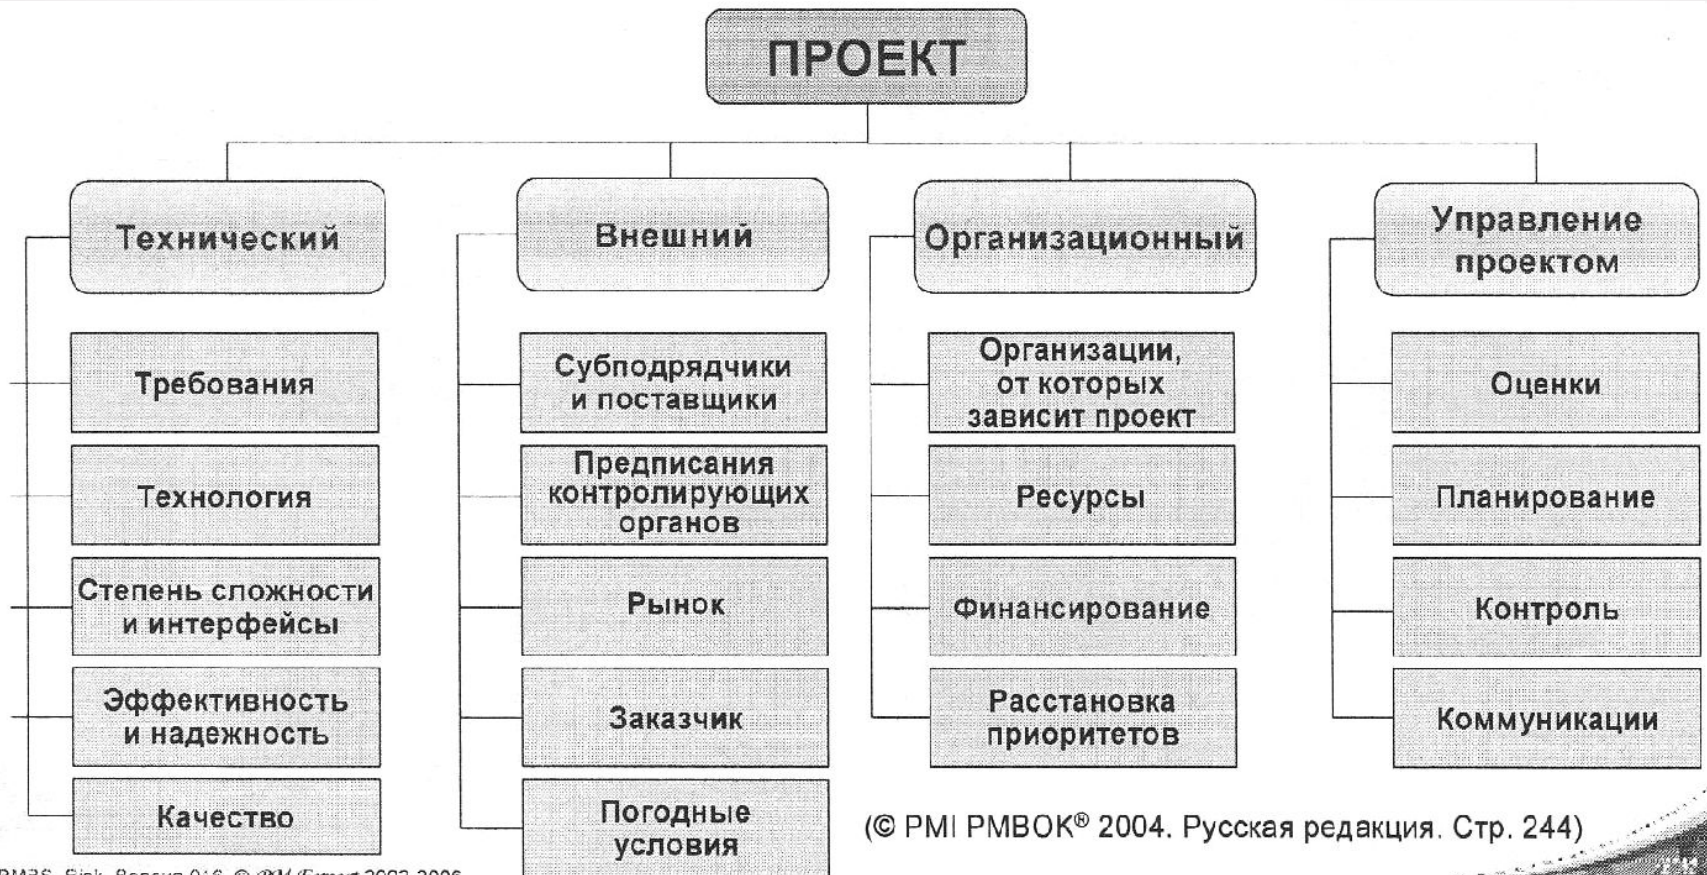 ПРОЕКТ
Технический
Требования
Технология
Степень сложности
и интерфейсы
Эффективность
и надежность
Качество
Внешний
Субподрядчики
и поставщики
Предписания
контролирующих
органов
Рынок
Заказчик
Погодные
условия
Организационный
Организации,
от которых
зависит проект
Ресурсы
Финансирование
Расстановка
приоритетов
Управление
проектом
Оценки
Планирование
Контроль
Коммуникации
(© PMI PMBOK® 2004. Русская редакция. Стр. 244)